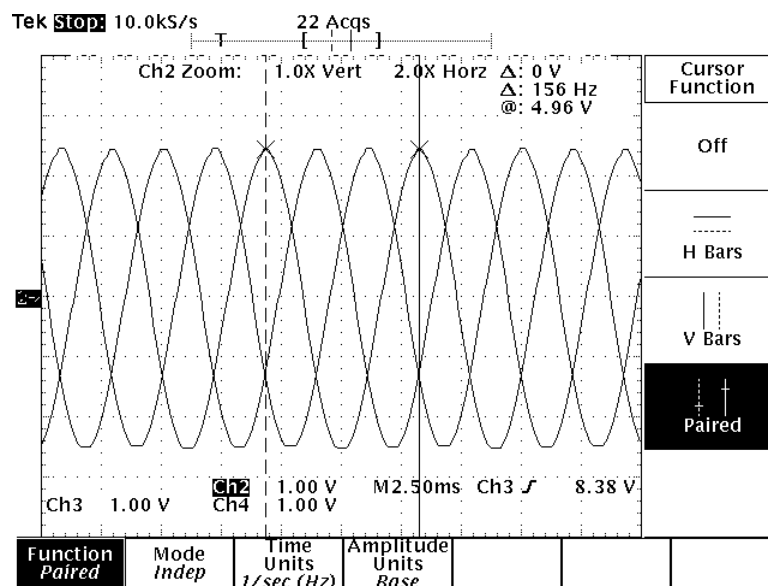 Tek Stop: 10.0kS/s 22 Acqs
T [ ]
Ch2 Zoom: 1.0X Vert 2.0X Horz Δ: 0 V
Δ: 156 Hz
@: 4.96 V
Cursor
Function
Off
H Bars
V Bars
Paired
Ch2 1.00 V M2.50ms Ch3 8.38 V
Ch3 1.00 V Ch4 1.00 V
Function
Paired
Mode
Indep
Time
Units
1/sec (Hz)
Amplitude
Units
Base